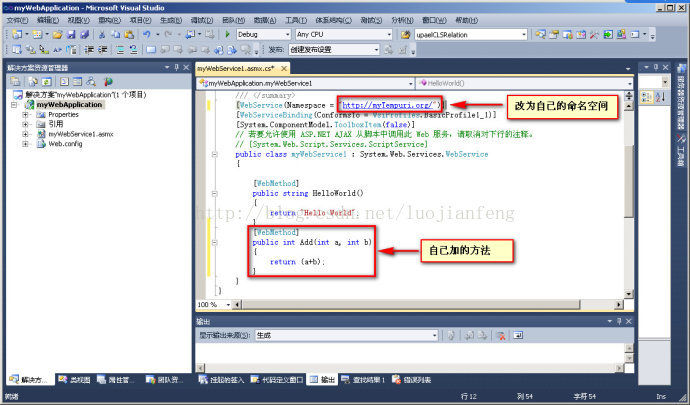 myWebApplication - Microsoft Visual Studio
文件(F) 编辑(E) 视图(V) 重构(R) 项目(P) 生成(B) 调试(D) 团队(M) 数据(A) 工具(T) 体系结构(C) 测试(S) 分析(N) 窗口(W) 帮助(H)
Debug Any CPU upaelCLSRelation
发布: 创建发布设置
解决方案资源管理器
解决方案"myWebApplication"(1 个项目)
myWebApplication
Properties
引用
myWebService1.asmx
Web.config
myWebService1.asmx.cs*
myWebApplication.myWebService1 HelloWorld()
/// </summary>
[WebService(Namespace = "http://myTempuri.org/")]
改为自己的命名空间
[WebServiceBinding(ConformsTo = WsiProfiles.BasicProfile1_1)]
[System.ComponentModel.ToolboxItem(false)]
// 若要允许使用 ASP.NET AJAX 从脚本中调用此 Web 服务，请取消对下行的注释。
// [System.Web.Script.Services.ScriptService]
public class myWebService1 : System.Web.Services.WebService
{
[WebMethod]
public string HelloWorld()
{
return "Hello World";
}
http://blog.csdn.net/luojianfeng
[WebMethod]
public int Add(int a, int b)
{
return (a+b);
}
自己加的方法
}
}
100 %
输出
显示输出来源(S): 生成
解决方... 类视图 属性管... 团队资... 挂起的签入 代码定义窗口 输出 查找结果 1 错误列表
就绪 行 12 列 54 字符 54 Ins
服务器资源管理器
工具箱